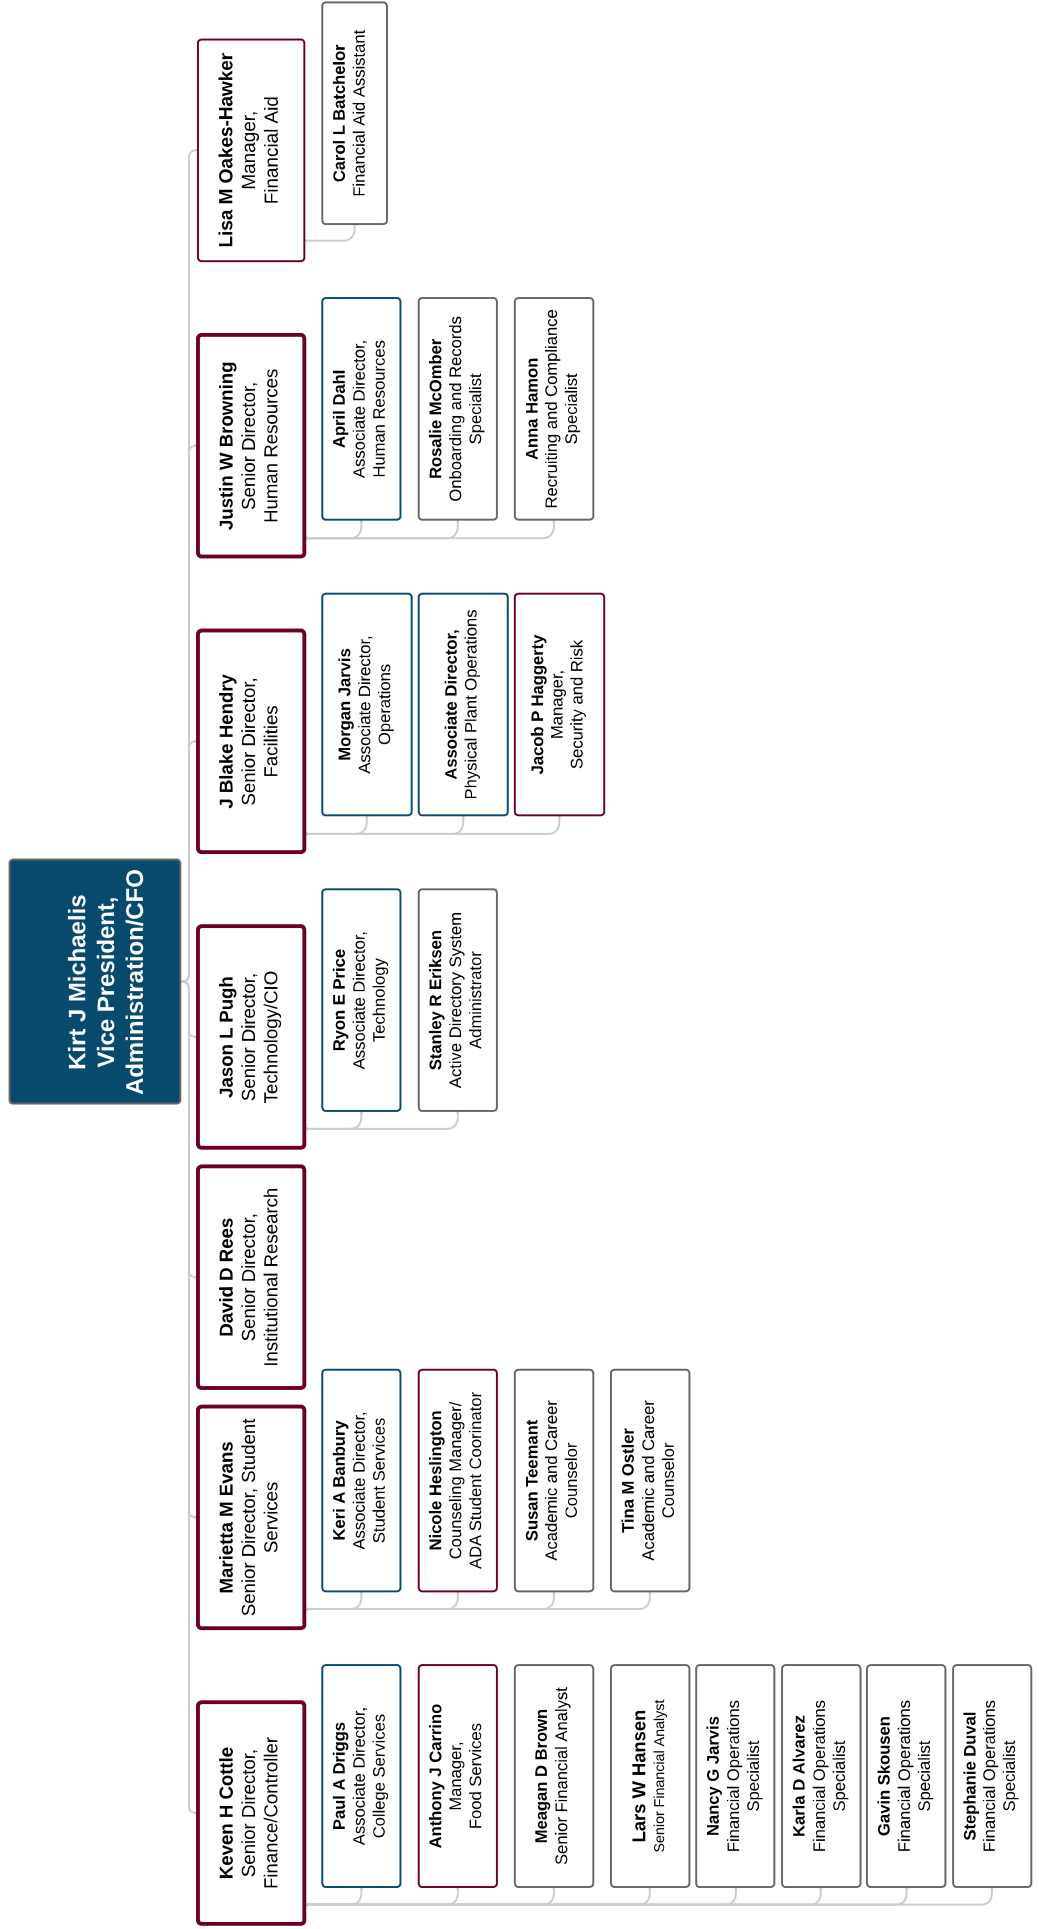 Kirt J Michaelis
Vice President,
Administration/CFO
Keven H Cottle
Senior Director,
Finance/Controller
Paul A Driggs
Associate Director,
College Services
Anthony J Carrino
Manager,
Food Services
Meagan D Brown
Senior Financial Analyst
Lars W Hansen
Senior Financial Analyst
Nancy G Jarvis
Financial Operations
Specialist
Karla D Alvarez
Financial Operations
Specialist
Gavin Skousen
Financial Operations
Specialist
Stephanie Duval
Financial Operations
Specialist
Marietta M Evans
Senior Director, Student
Services
Keri A Banbury
Associate Director,
Student Services
Nicole Heslington
Counseling Manager/
ADA Student Coorinator
Susan Teemant
Academic and Career
Counselor
Tina M Ostler
Academic and Career
Counselor
David D Rees
Senior Director,
Institutional Research
Jason L Pugh
Senior Director,
Technology/CIO
Ryon E Price
Associate Director,
Technology
Stanley R Eriksen
Active Directory System
Administrator
J Blake Hendry
Senior Director,
Facilities
Morgan Jarvis
Associate Director,
Operations
Associate Director,
Physical Plant Operations
Jacob P Haggerty
Manager,
Security and Risk
Justin W Browning
Senior Director,
Human Resources
April Dahl
Associate Director,
Human Resources
Rosalie McOmber
Onboarding and Records
Specialist
Anna Hamon
Recruiting and Compliance
Specialist
Lisa M Oakes-Hawker
Manager,
Financial Aid
Carol L Batchelor
Financial Aid Assistant